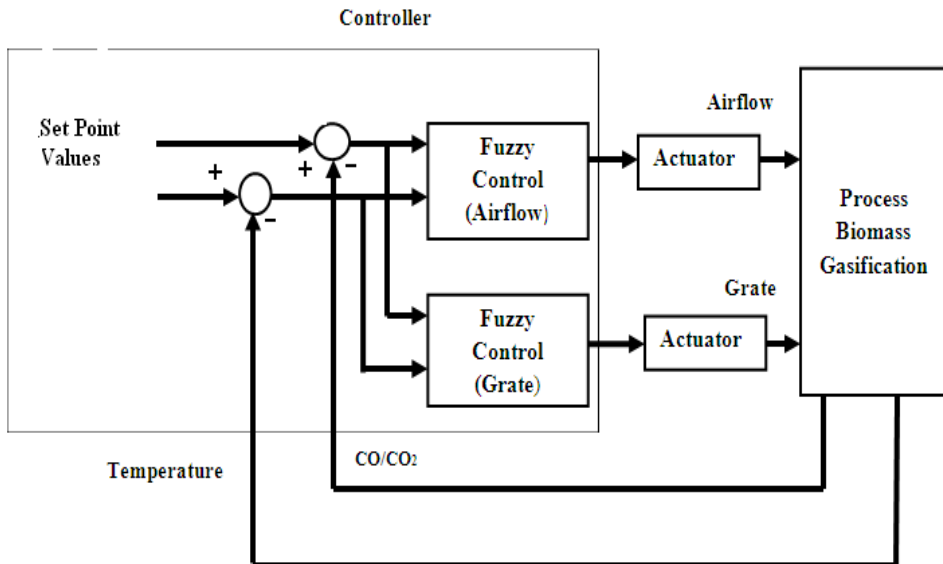 Controller
Set Point
Values
+
-
+
-
Fuzzy
Control
(Airflow)
Airflow
Actuator
Process
Biomass
Gasification
Fuzzy
Control
(Grate)
Grate
Actuator
Temperature
CO/CO₂